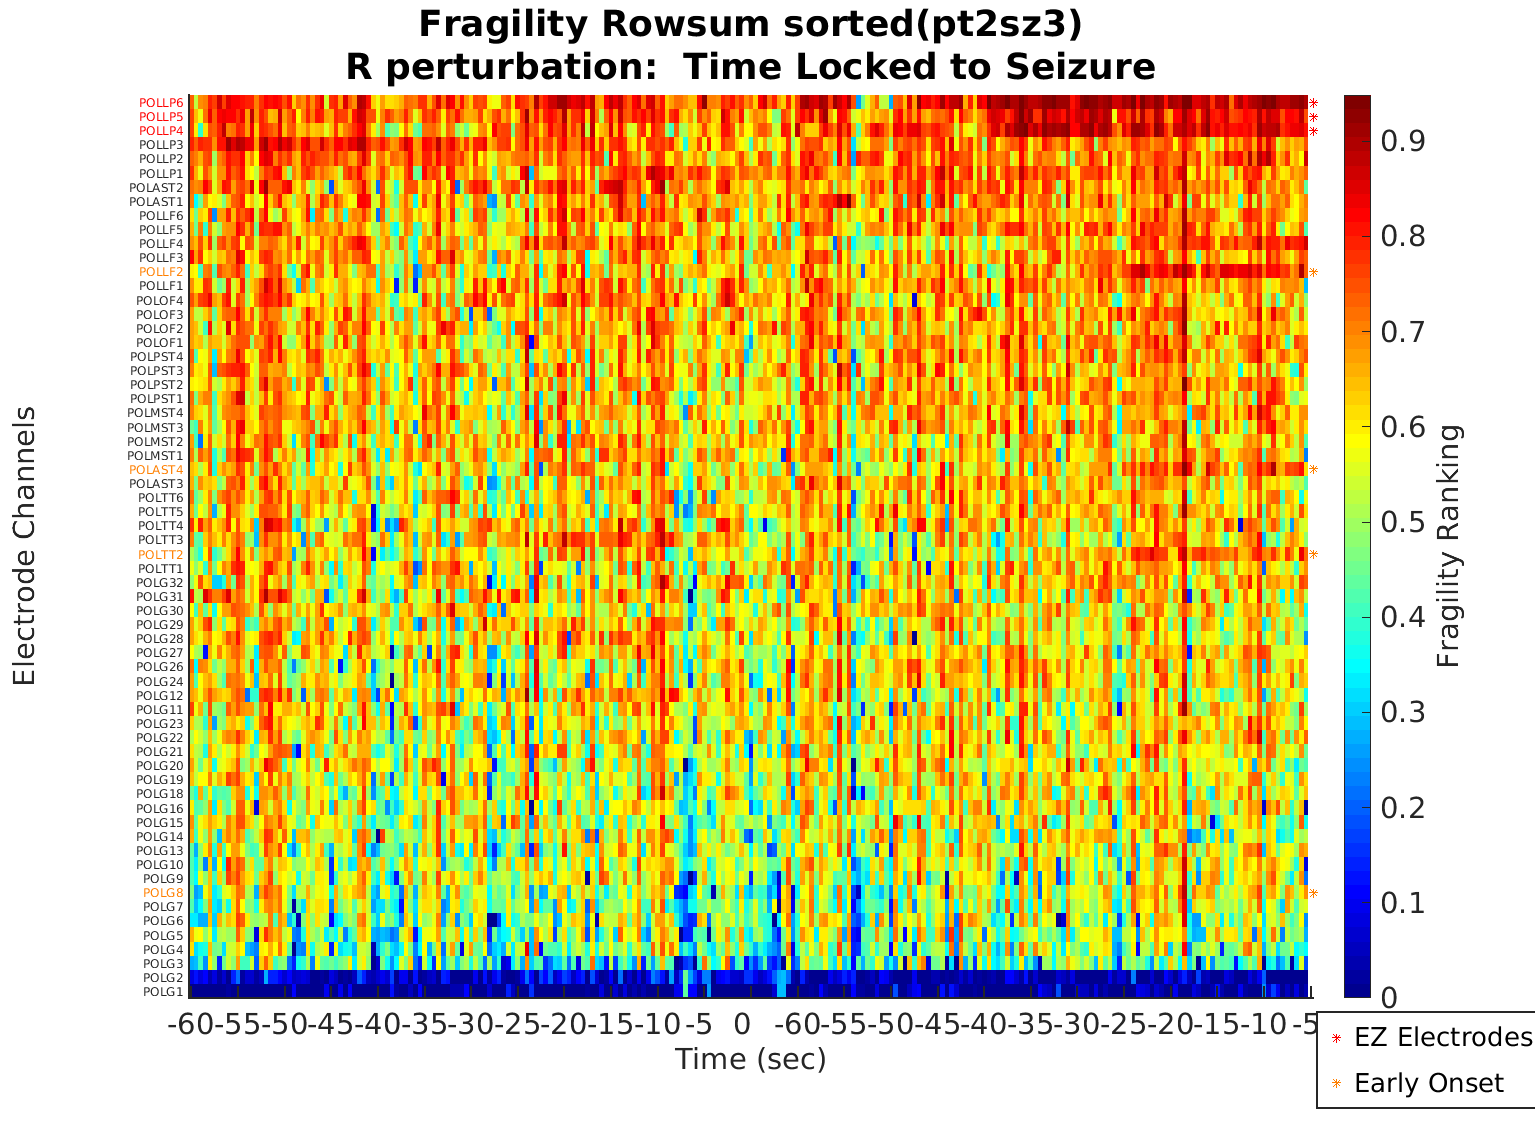 Fragility Rowsum sorted(pt2sz3)
R perturbation:  Time Locked to Seizure
Electrode Channels
POLLP6
POLLP5
POLLP4
POLLP3
POLLP2
POLLP1
POLAST2
POLAST1
POLLF6
POLLF5
POLLF4
POLLF3
POLLF2
POLLF1
POLOF4
POLOF3
POLOF2
POLOF1
POLPST4
POLPST3
POLPST2
POLPST1
POLMST4
POLMST3
POLMST2
POLMST1
POLAST4
POLAST3
POLTT6
POLTT5
POLTT4
POLTT3
POLTT2
POLTT1
POLG32
POLG31
POLG30
POLG29
POLG28
POLG27
POLG26
POLG24
POLG12
POLG11
POLG23
POLG22
POLG21
POLG20
POLG19
POLG18
POLG16
POLG15
POLG14
POLG13
POLG10
POLG9
POLG8
POLG7
POLG6
POLG5
POLG4
POLG3
POLG2
POLG1
-60-55-50-45-40-35-30-25-20-15-10 -5 0 -60-55-50-45-40-35-30-25-20-15-10 -5
Time (sec)
0.9
0.8
0.7
0.6
0.5
0.4
0.3
0.2
0.1
0
Fragility Ranking
EZ Electrodes
Early Onset